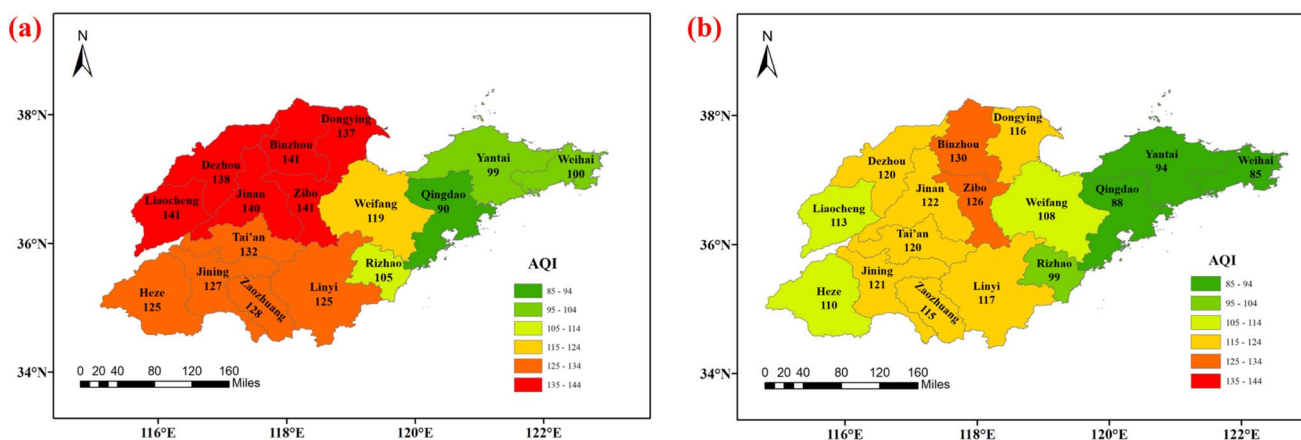 (a)
N
38°N
36°N
34°N
Dongying
137
Binzhou
141
Dezhou
138
Yantai
99
Weihai
100
Jinan
140
Zibo
141
Liaocheng
141
Qingdao
90
Weifang
119
Tai'an
132
Rizhao
105
Jining
127
Heze
125
Zaozhuang
128
Linyi
125
AQI
85 - 94
95 - 104
105 - 114
115 - 124
125 - 134
135 - 144
0 20 40 80 120 160
Miles
116°E 118°E 120°E 122°E
(b)
N
38°N
36°N
34°N
Dongying
116
Binzhou
130
Dezhou
120
Yantai
94
Weihai
85
Jinan
122
Zibo
126
Qingdao
88
Liaocheng
113
Weifang
108
Tai'an
120
Rizhao
99
Jining
121
Heze
110
Zaozhuang
115
Linyi
117
AQI
85 - 94
95 - 104
105 - 114
115 - 124
125 - 134
135 - 144
0 20 40 80 120 160
Miles
116°E 118°E 120°E 122°E